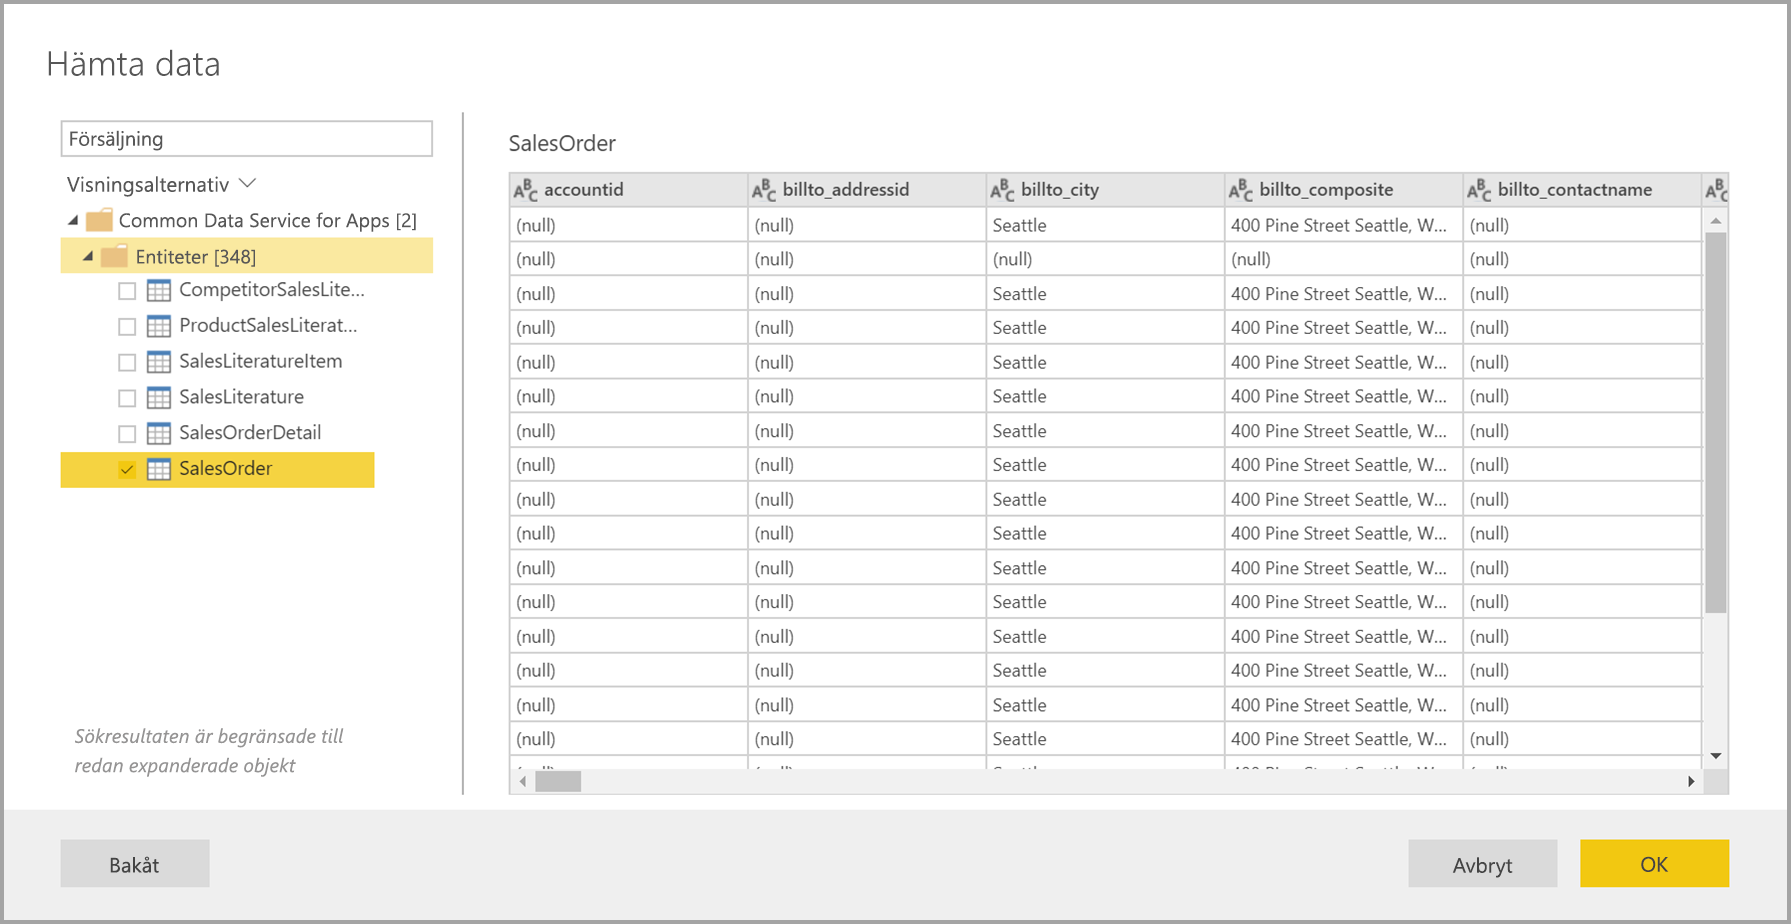 Hämta data
Försäljning
Visningsalternativ
Common Data Service for Apps [2]
Entiteter [348]
CompetitorSalesLite...
ProductSalesLiterat...
SalesLiteratureItem
SalesLiterature
SalesOrderDetail
SalesOrder
Sökresultaten är begränsade till
redan expanderade objekt
SalesOrder
ABC accountid ABC billto_addressid ABC billto_city ABC billto_composite ABC billto_contactname ABC
(null) (null) Seattle 400 Pine Street Seattle, W... (null)
(null) (null) (null) (null) (null)
(null) (null) Seattle 400 Pine Street Seattle, W... (null)
(null) (null) Seattle 400 Pine Street Seattle, W... (null)
(null) (null) Seattle 400 Pine Street Seattle, W... (null)
(null) (null) Seattle 400 Pine Street Seattle, W... (null)
(null) (null) Seattle 400 Pine Street Seattle, W... (null)
(null) (null) Seattle 400 Pine Street Seattle, W... (null)
(null) (null) Seattle 400 Pine Street Seattle, W... (null)
(null) (null) Seattle 400 Pine Street Seattle, W... (null)
(null) (null) Seattle 400 Pine Street Seattle, W... (null)
(null) (null) Seattle 400 Pine Street Seattle, W... (null)
(null) (null) Seattle 400 Pine Street Seattle, W... (null)
(null) (null) Seattle 400 Pine Street Seattle, W... (null)
(null) (null) Seattle 400 Pine Street Seattle, W... (null)
(null) (null) Seattle 400 Pine Street Seattle, W... (null)
Bakåt
Avbryt
OK